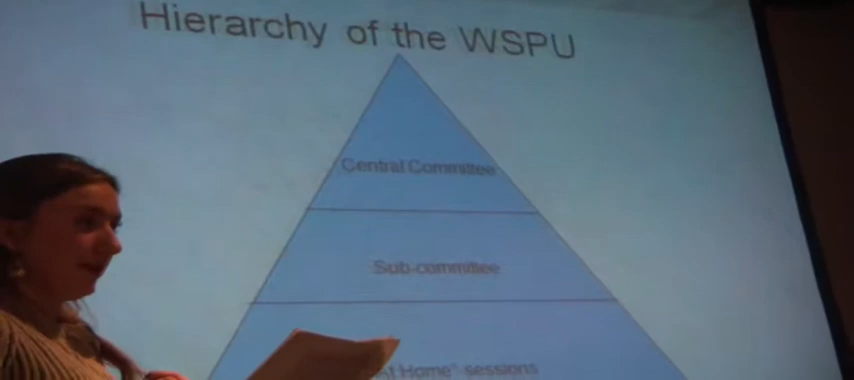 Hierarchy of the WSPU
Central Committee
Sub-committee
At Home" sessions